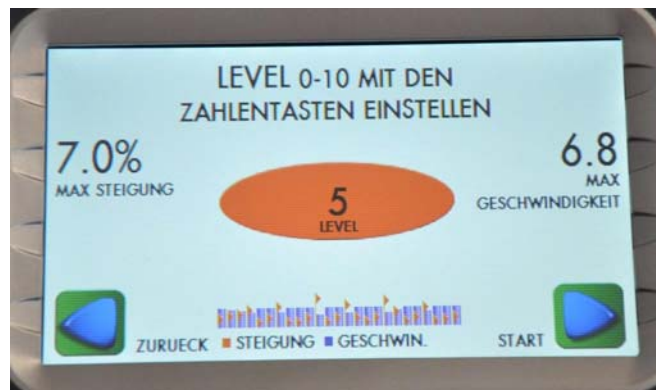 LEVEL 0-10 MIT DEN
ZAHLENTASTEN EINSTELLEN
7.0%
MAX STEIGUNG
6.8
MAX
GESCHWINDIGKEIT
5
LEVEL
ZURUECK
STEIGUNG
GESCHWIN.
START